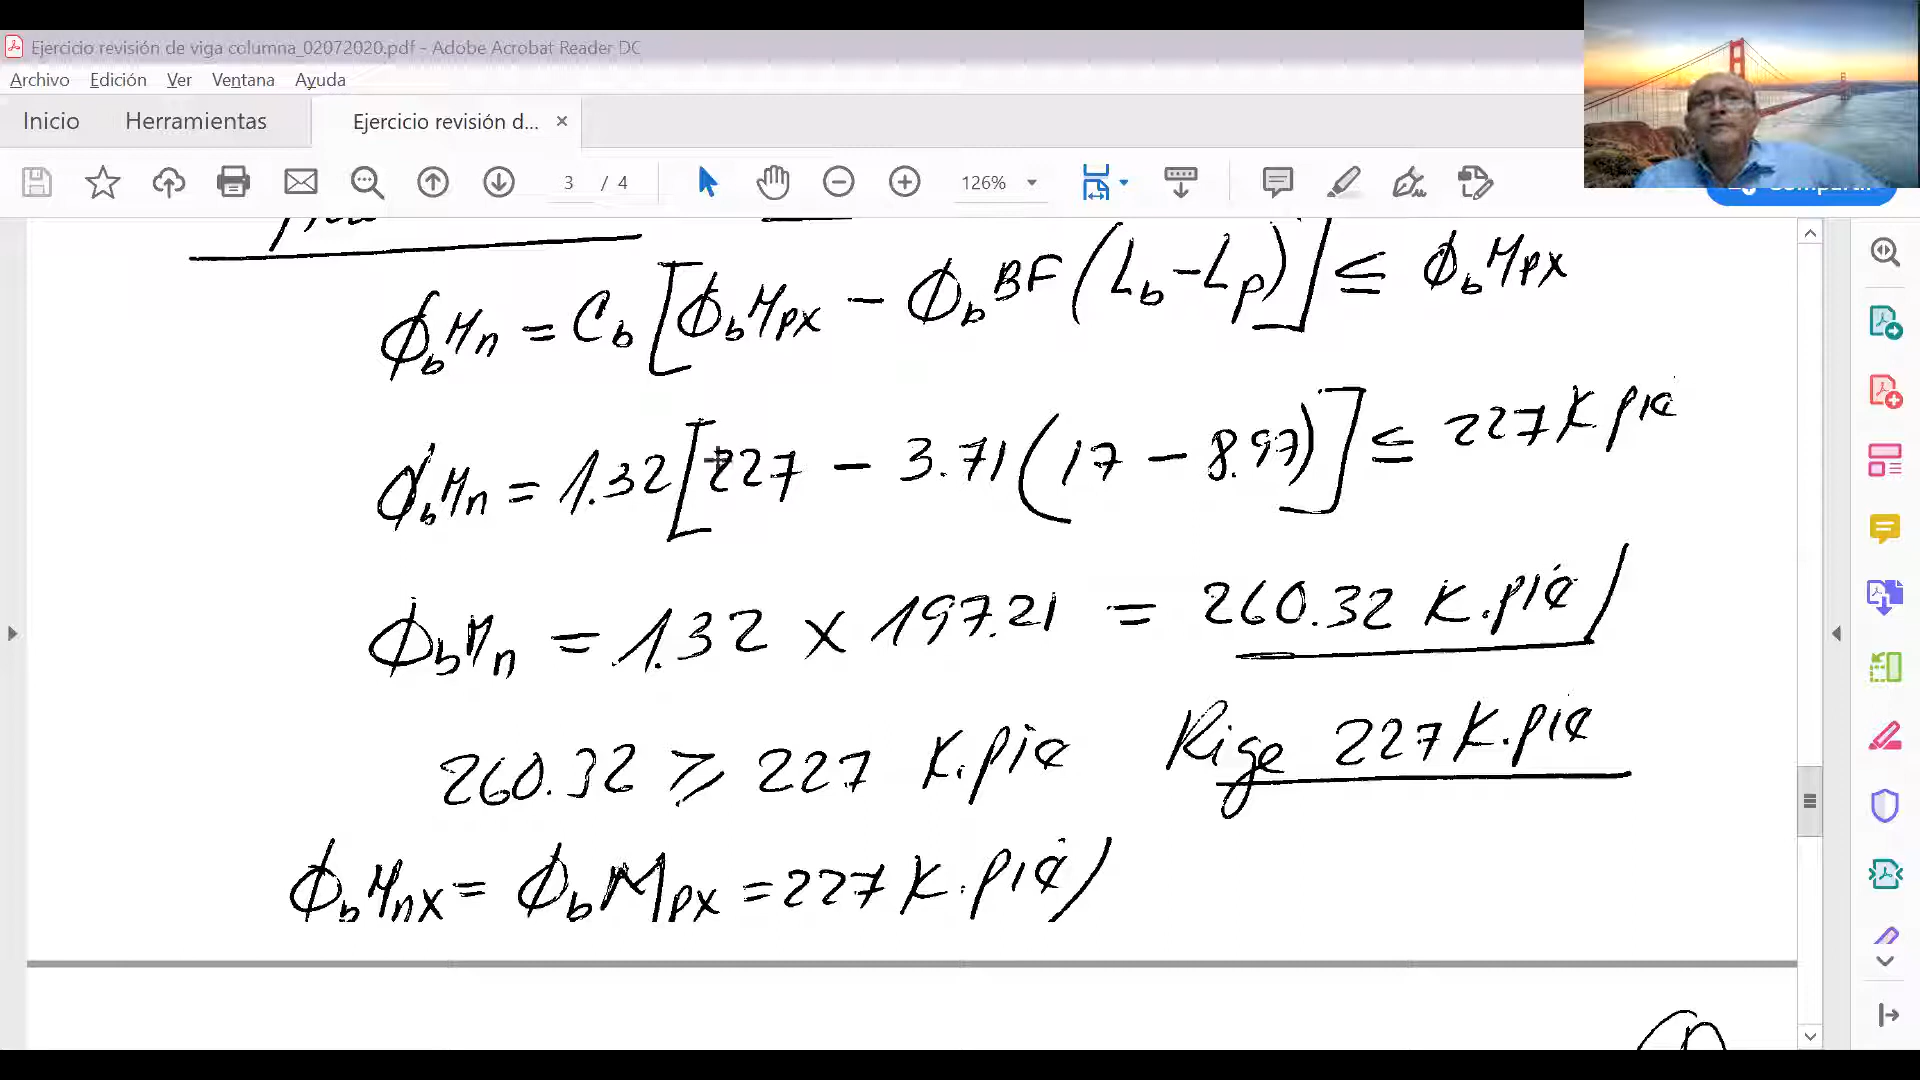 Ejercicio revisión de viga columna_02072020.pdf - Adobe Acrobat Reader DC
Archivo Edición Ver Ventana Ayuda
Inicio Herramientas Ejercicio revisión d... ×
3 / 4 126%
ϕbMn = Cb[ϕbMpx - ϕbBF(Lb-Lp)] ≤ ϕbMpx
ϕbMn = 1.32[227 - 3.71(17 - 8.97)] ≤ 227 K pie
ϕbMn = 1.32 x 197.21 = 260.32 K.pie/
260.32 ≥ 227 K.pie Rige 227 K.pie
ϕbMnx = ϕbMpx = 227 K.pie/